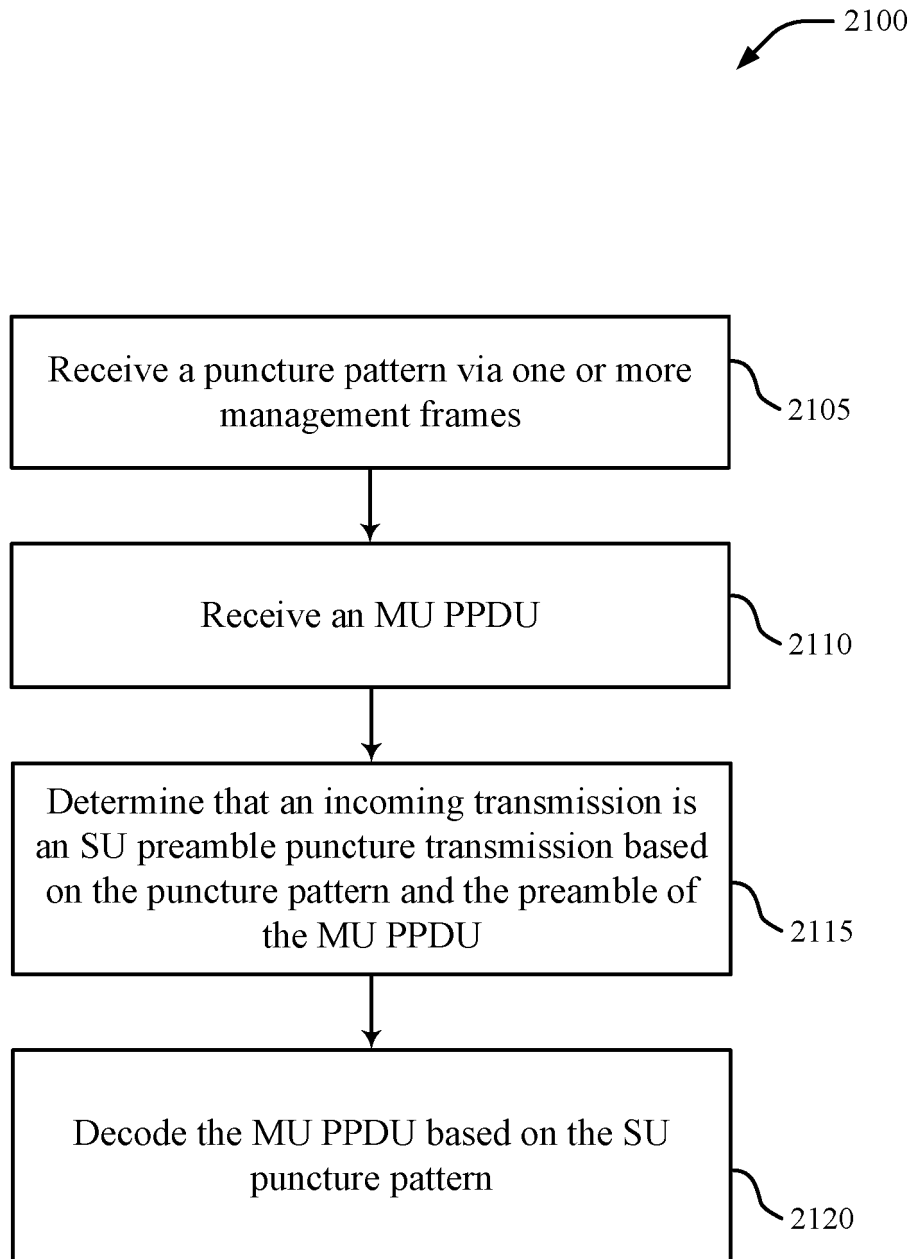 2100
Receive a puncture pattern via one or more
management frames
2105
Receive an MU PPDU
2110
Determine that an incoming transmission is
an SU preamble puncture transmission based
on the puncture pattern and the preamble of
the MU PPDU
2115
Decode the MU PPDU based on the SU
puncture pattern
2120